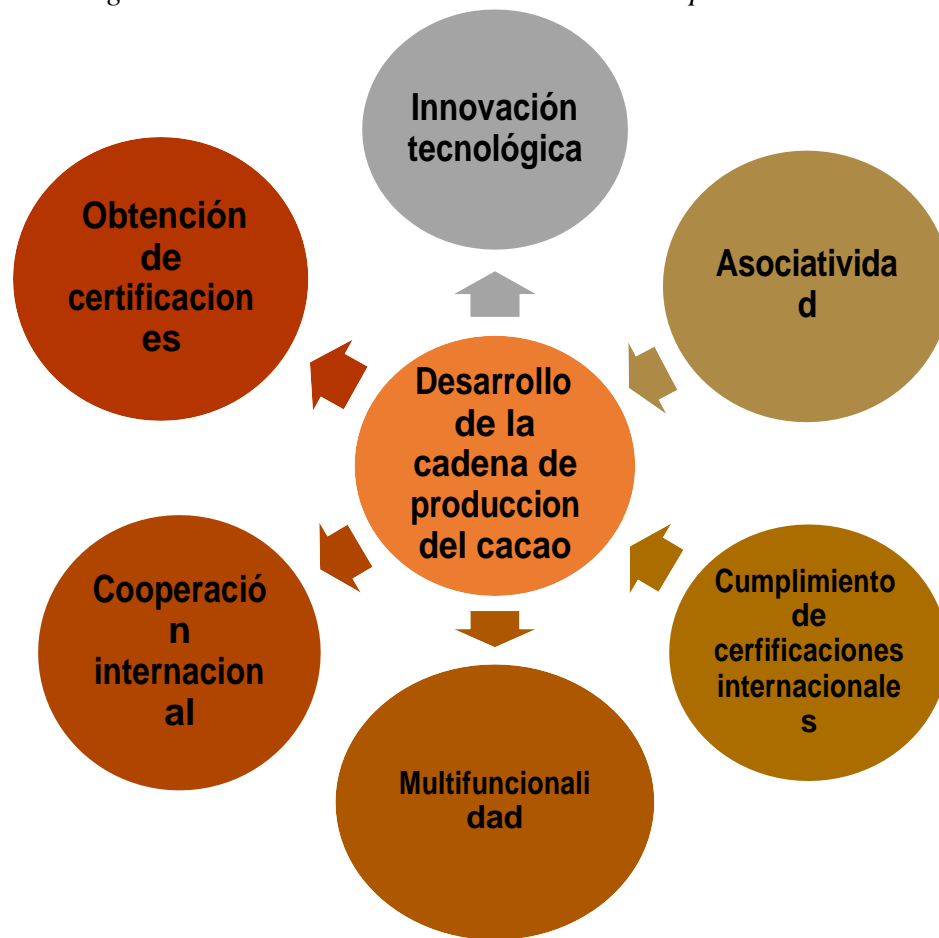 Innovación
tecnológica
Asociativida
d
Cumplimiento
de
cerfificaciones
internacionale
s
Multifuncionali
dad
Cooperació
n
internacion
al
Obtención
de
certificacion
es
Desarrollo
de la
cadena de
produccion
del cacao